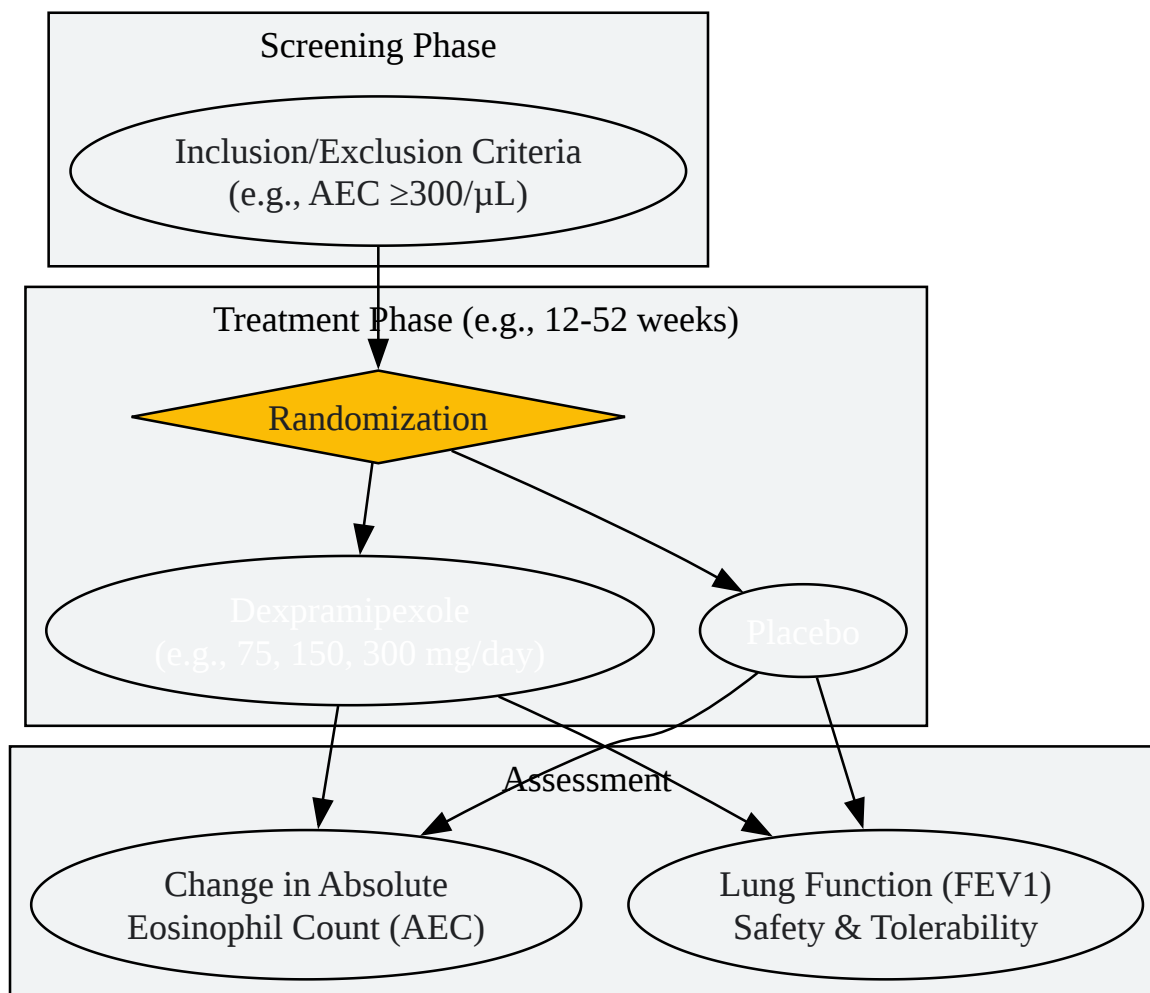 Screening Phase
Inclusion/Exclusion Criteria
(e.g., AEC ≥300/µL)
Treatment Phase (e.g., 12-52 weeks)
Randomization
Dexpramipexole
(e.g., 75, 150, 300 mg/day)
Placebo
Assessment
Change in Absolute
Eosinophil Count (AEC)
Lung Function (FEV1)
Safety & Tolerability